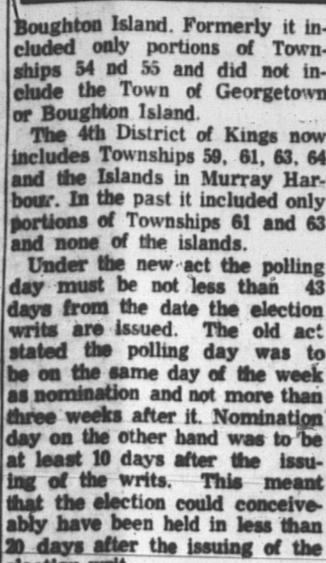 Boughton Island. Formerly it in-
cluded only portions of Town-
ships 54 nd 55 and did not in-
clude the Town of Georgetown
or Boughton Island.
The 4th District of Kings now
includes Townships 59, 61, 63, 64
and the Islands in Murray Har-
bour. In the past it included only
portions of Townships 61 and 63
and none of the islands.
Under the new act the polling
day must be not less than 43
days from the date the election
writs are issued. The old act
stated the polling day was to
be on the same day of the week
as nomination and not more than
three weeks after it. Nomination
day on the other hand was to be
at least 10 days after the issu-
ing of the writs. This meant
that the election could conceive-
ably have been held in less than
20 days after the issuing of the
election writ.